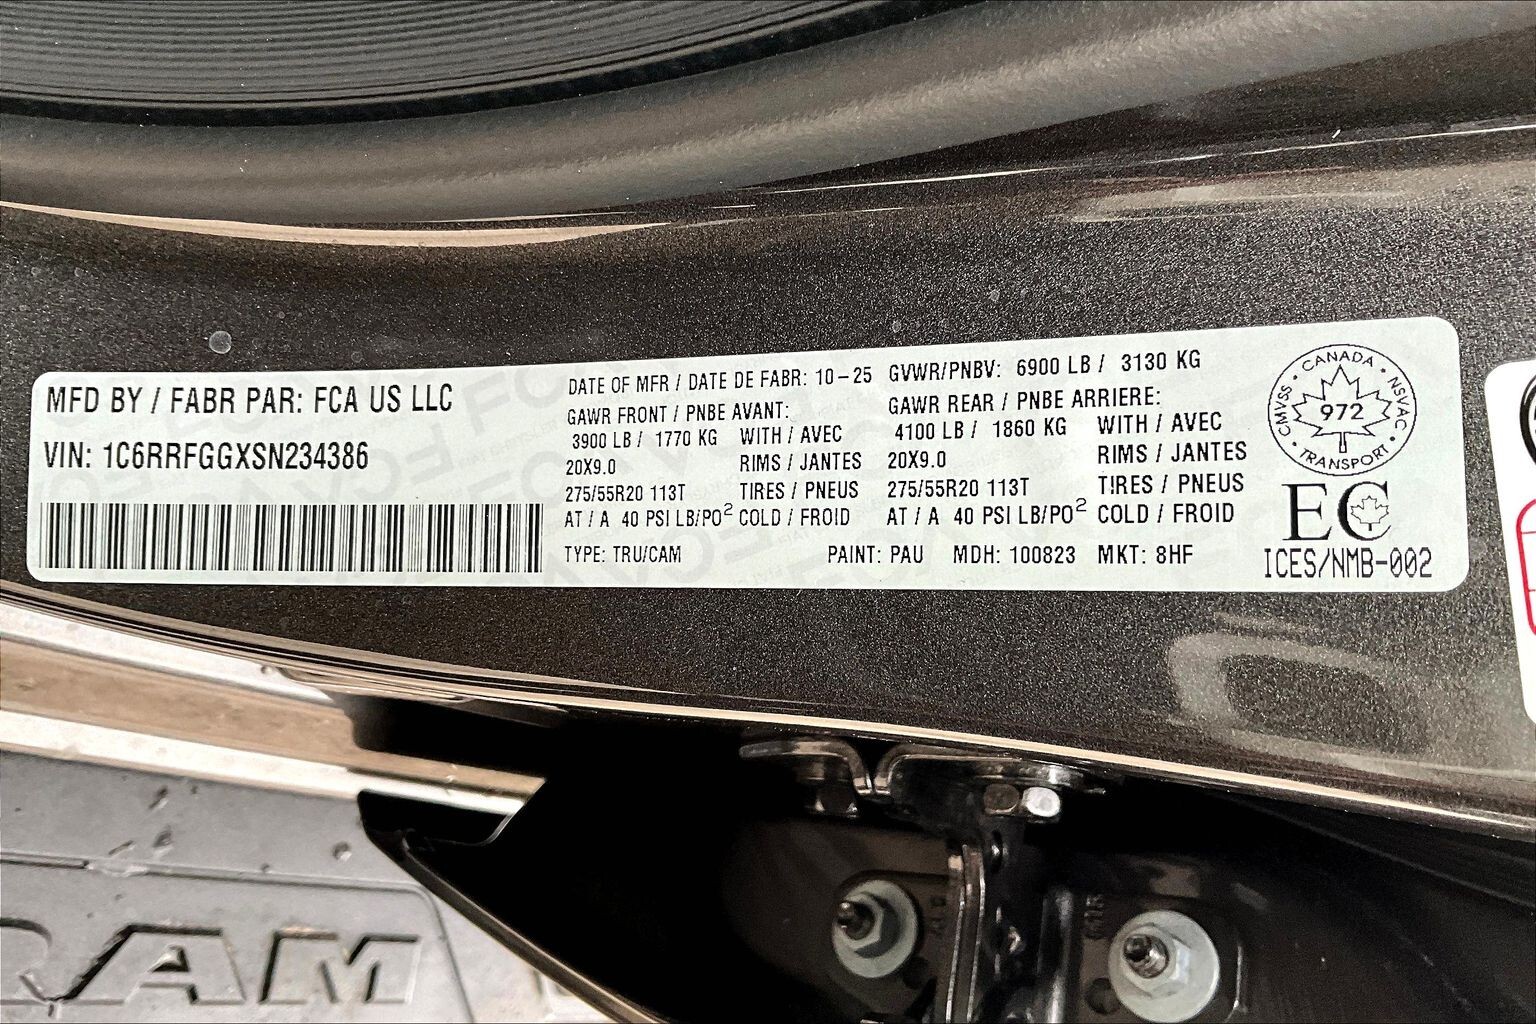 MFD BY / FABR PAR: FCA US LLC
VIN: 1C6RRFGGXSN234386
DATE OF MFR / DATE DE FABR: 10-25 GVWR/PNBV: 6900 LB / 3130 KG
GAWR FRONT / PNBE AVANT: GAWR REAR / PNBE ARRIERE:
3900 LB / 1770 KG WITH / AVEC 4100 LB / 1860 KG WITH / AVEC
20X9.0 RIMS / JANTES 20X9.0 RIMS / JANTES
275/55R20 113T TIRES / PNEUS 275/55R20 113T TIRES / PNEUS
AT / A 40 PSI LB/PO² COLD / FROID AT / A 40 PSI LB/PO² COLD / FROID
TYPE: TRU/CAM PAINT: PAU MDH: 100823 MKT: 8HF
CANADA · NSVAC · TRANSPORT · CMVSS ·
972
EC
ICES/NMB-002
RAM